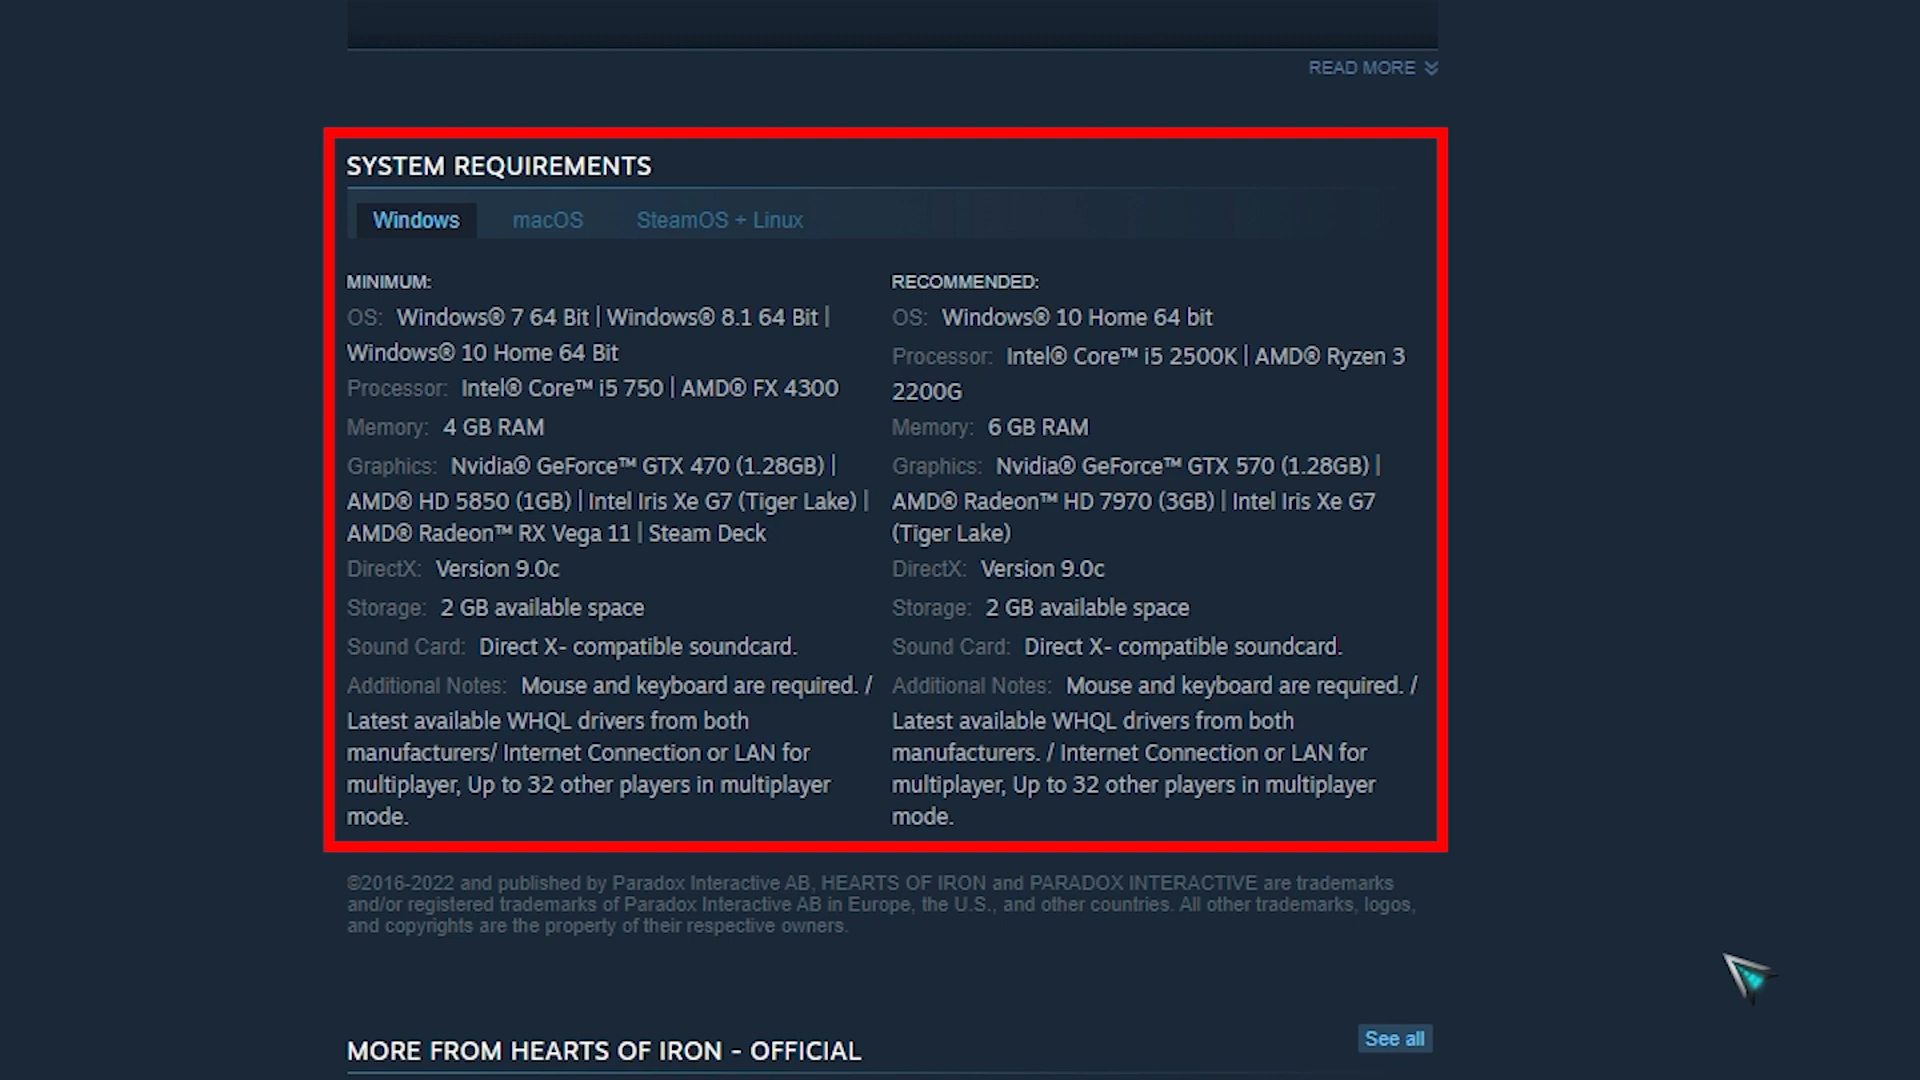 READ MORE
SYSTEM REQUIREMENTS
Windows macOS SteamOS + Linux
MINIMUM:
OS: Windows® 7 64 Bit | Windows® 8.1 64 Bit |
Windows® 10 Home 64 Bit
Processor: Intel® Core™ i5 750 | AMD® FX 4300
Memory: 4 GB RAM
Graphics: Nvidia® GeForce™ GTX 470 (1.28GB) |
AMD® HD 5850 (1GB) | Intel Iris Xe G7 (Tiger Lake) |
AMD® Radeon™ RX Vega 11 | Steam Deck
DirectX: Version 9.0c
Storage: 2 GB available space
Sound Card: Direct X- compatible soundcard.
Additional Notes: Mouse and keyboard are required. /
Latest available WHQL drivers from both
manufacturers/ Internet Connection or LAN for
multiplayer, Up to 32 other players in multiplayer
mode.
RECOMMENDED:
OS: Windows® 10 Home 64 bit
Processor: Intel® Core™ i5 2500K | AMD® Ryzen 3
2200G
Memory: 6 GB RAM
Graphics: Nvidia® GeForce™ GTX 570 (1.28GB) |
AMD® Radeon™ HD 7970 (3GB) | Intel Iris Xe G7
(Tiger Lake)
DirectX: Version 9.0c
Storage: 2 GB available space
Sound Card: Direct X- compatible soundcard.
Additional Notes: Mouse and keyboard are required. /
Latest available WHQL drivers from both
manufacturers. / Internet Connection or LAN for
multiplayer, Up to 32 other players in multiplayer
mode.
©2016-2022 and published by Paradox Interactive AB, HEARTS OF IRON and PARADOX INTERACTIVE are trademarks
and/or registered trademarks of Paradox Interactive AB in Europe, the U.S., and other countries. All other trademarks, logos,
and copyrights are the property of their respective owners.
MORE FROM HEARTS OF IRON - OFFICIAL
See all